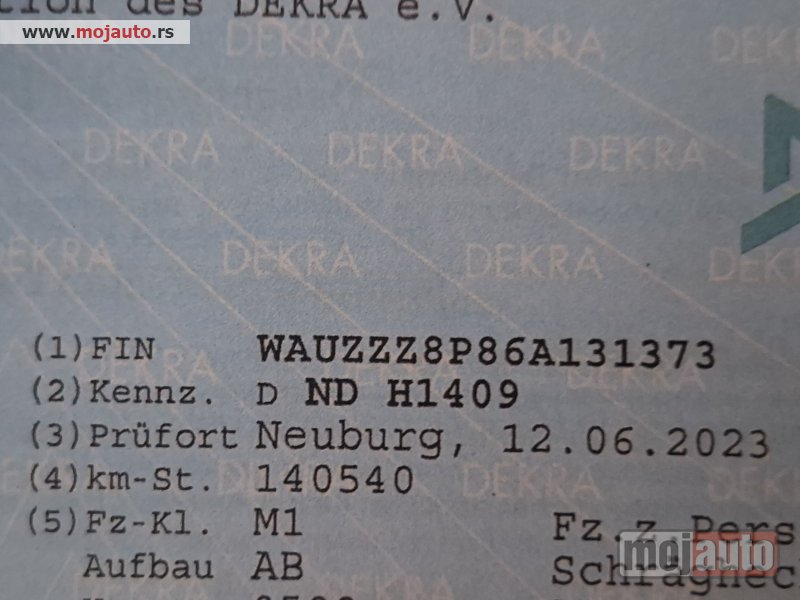 tion des DEKRA e.V.
www.mojauto.rs
DEKRA DEKRA DEKRA
DEKRA DEKRA DEKRA
DEKRA DEKRA DEKRA
(1) FIN WAUZZZ8P86A131373
(2) Kennz. D ND H1409
(3) Prüfort Neuburg, 12.06.2023
(4) km-St. 140540
(5) Fz-Kl. M1 Fz.z.Pers
Aufbau AB Schräghec
mojauto